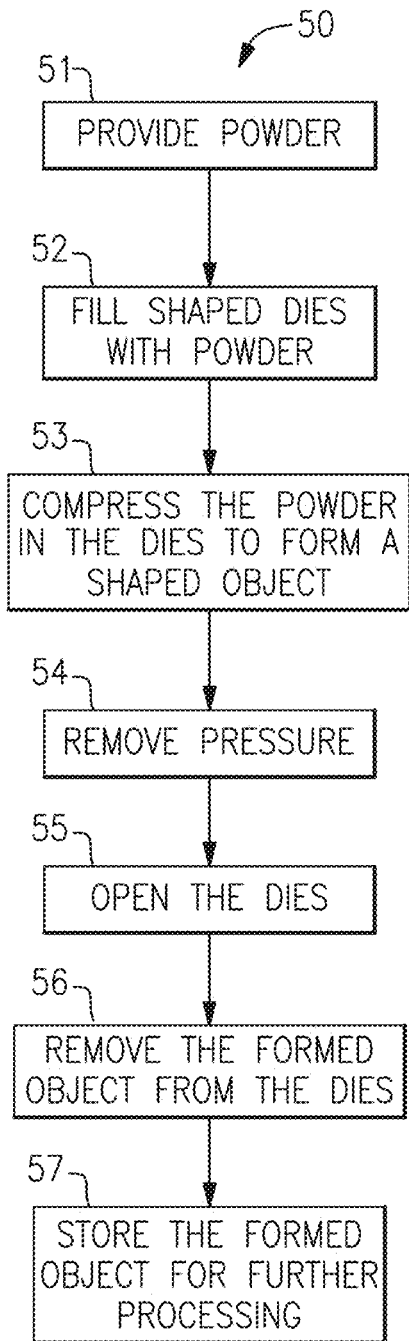 50
51
PROVIDE POWDER
52
FILL SHAPED DIES
WITH POWDER
53
COMPRESS THE POWDER
IN THE DIES TO FORM A
SHAPED OBJECT
54
REMOVE PRESSURE
55
OPEN THE DIES
56
REMOVE THE FORMED
OBJECT FROM THE DIES
57
STORE THE FORMED
OBJECT FOR FURTHER
PROCESSING